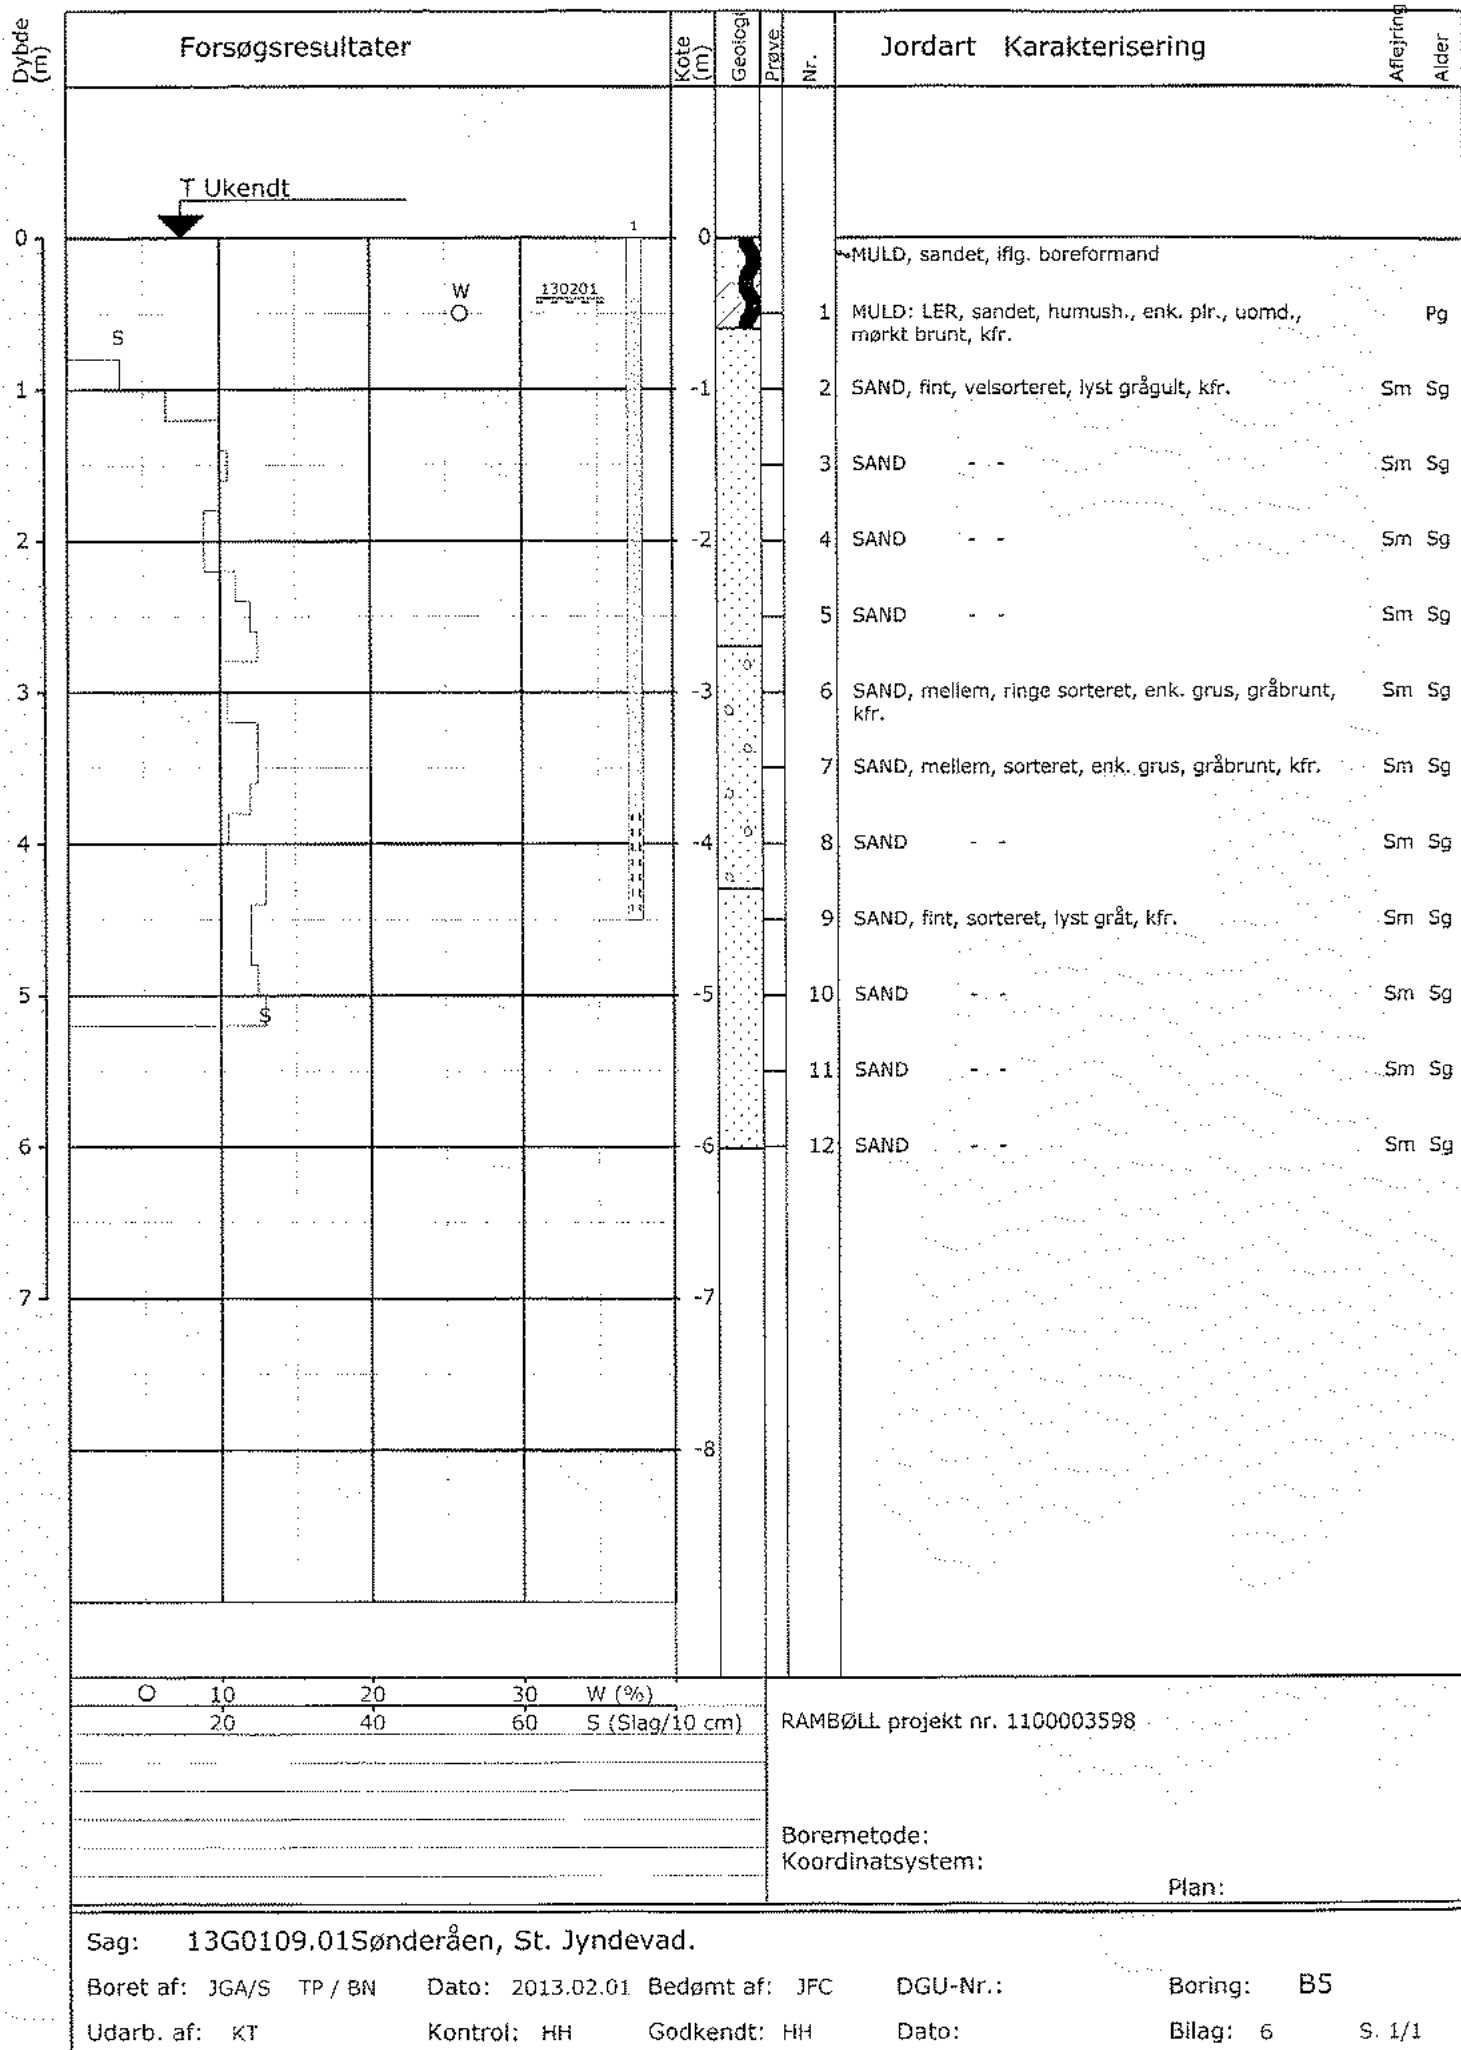 Dybde (m)
Forsøgsresultater
Kote (m)
Geologi
Prøve
Nr.
Jordart Karakterisering
Aflejring
Alder
T Ukendt
1
0 0
MULD, sandet, iflg. boreformand
W
130201
S
1 MULD: LER, sandet, humush., enk. plr., uomd., Pg
mørkt brunt, kfr.
1 -1 2 SAND, fint, velsorteret, lyst grågult, kfr. Sm Sg
3 SAND - - Sm Sg
2 -2 4 SAND - - Sm Sg
5 SAND - - Sm Sg
3 -3 6 SAND, mellem, ringe sorteret, enk. grus, gråbrunt, Sm Sg
kfr.
7 SAND, mellem, sorteret, enk. grus, gråbrunt, kfr. Sm Sg
4 -4 8 SAND - - Sm Sg
9 SAND, fint, sorteret, lyst gråt, kfr. Sm Sg
5 -5 10 SAND - - Sm Sg
S
11 SAND - - Sm Sg
6 -6 12 SAND - - Sm Sg
7 -7
-8
10 20 30 W (%)
20 40 60 S (Slag/10 cm)
RAMBØLL projekt nr. 1100003598
Boremetode:
Koordinatsystem:
Plan:
Sag: 13G0109.01Sønderåen, St. Jyndevad.
Boret af: JGA/S TP / BN Dato: 2013.02.01 Bedømt af: JFC DGU-Nr.: Boring: B5
Udarb. af: KT Kontrol: HH Godkendt: HH Dato: Bilag: 6 S. 1/1